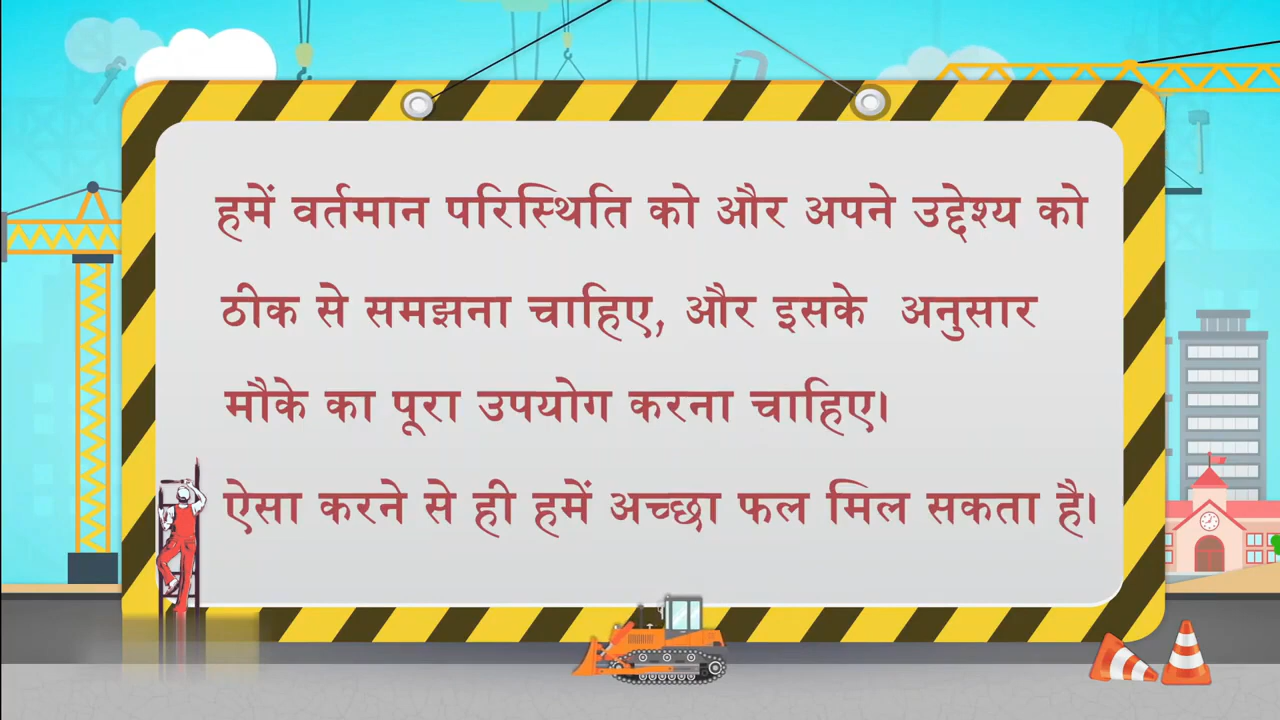 हमें वर्तमान परिस्थिति को और अपने उद्देश्य को
ठीक से समझना चाहिए, और इसके अनुसार
मौके का पूरा उपयोग करना चाहिए।
ऐसा करने से ही हमें अच्छा फल मिल सकता है।